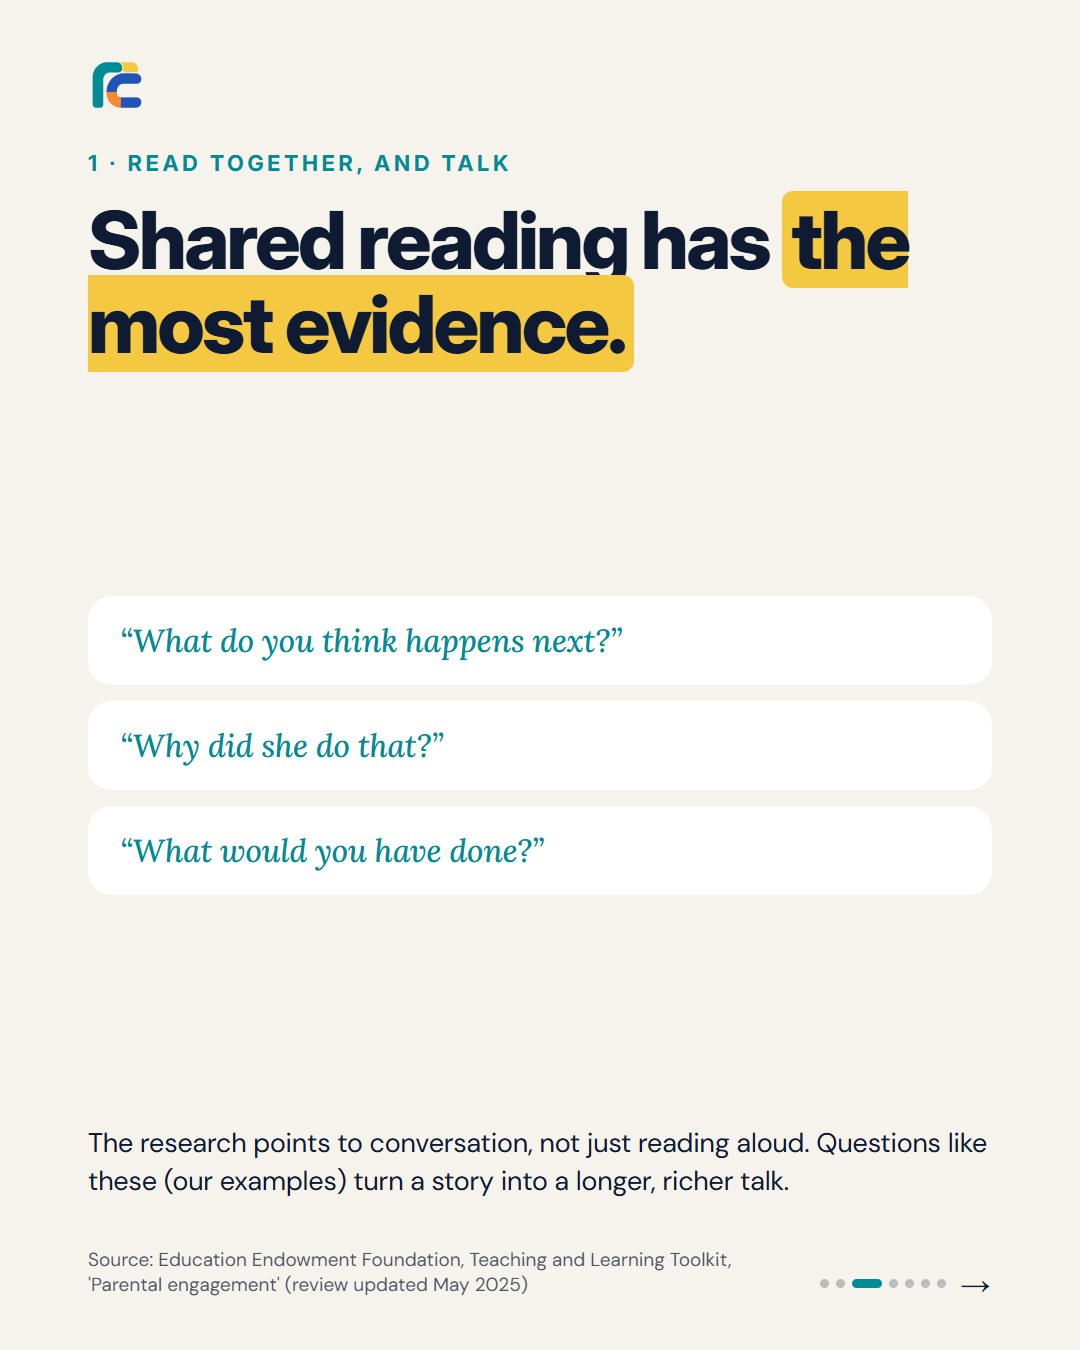 1 · READ TOGETHER, AND TALK
Shared reading has the
most evidence.
“What do you think happens next?”
“Why did she do that?”
“What would you have done?”
The research points to conversation, not just reading aloud. Questions like
these (our examples) turn a story into a longer, richer talk.
Source: Education Endowment Foundation, Teaching and Learning Toolkit,
'Parental engagement' (review updated May 2025)
→